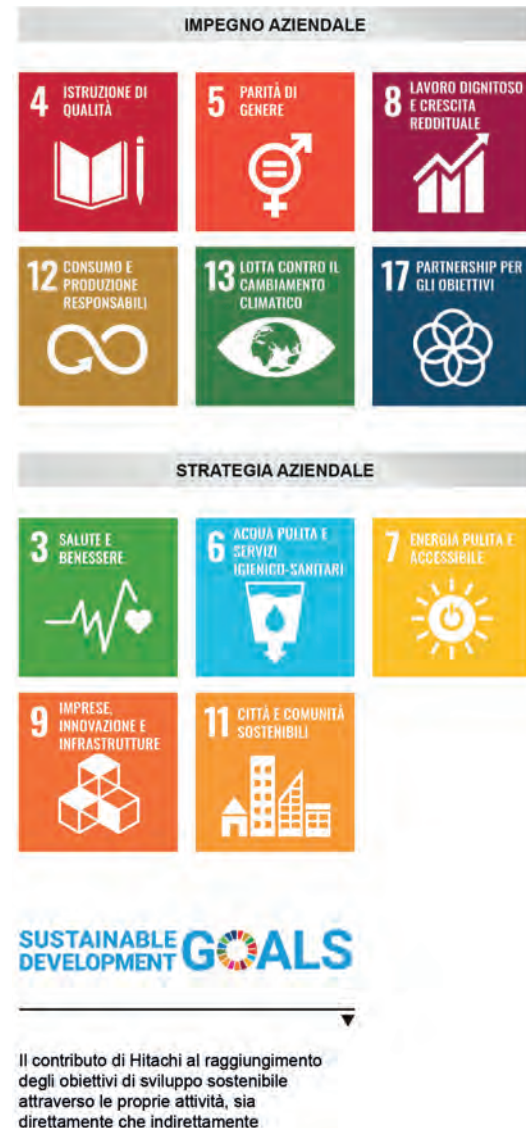 IMPEGNO AZIENDALE
4 ISTRUZIONE DI
QUALITÀ
5 PARITÀ DI
GENERE
8 LAVORO DIGNITOSO
E CRESCITA
REDDITUALE
12 CONSUMO E
PRODUZIONE
RESPONSABILI
13 LOTTA CONTRO IL
CAMBIAMENTO
CLIMATICO
17 PARTNERSHIP PER
GLI OBIETTIVI
STRATEGIA AZIENDALE
3 SALUTE E
BENESSERE
6 ACQUA PULITA E
SERVIZI
IGIENICO-SANITARI
7 ENERGIA PULITA E
ACCESSIBILE
9 IMPRESE,
INNOVAZIONE E
INFRASTRUTTURE
11 CITTÀ E COMUNITÀ
SOSTENIBILI
SUSTAINABLE
DEVELOPMENT GOALS
Il contributo di Hitachi al raggiungimento
degli obiettivi di sviluppo sostenibile
attraverso le proprie attività, sia
direttamente che indirettamente